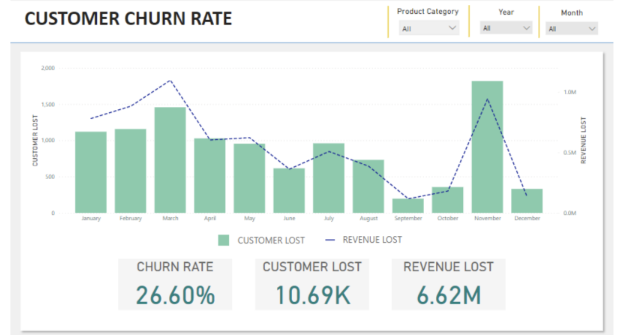 CUSTOMER CHURN RATE
Product Category
Year
Month
All
All
All
2,000
1,500
1,000
500
0
CUSTOMER LOST
1.0M
0.5M
0.0M
REVENUE LOST
January
February
March
April
May
June
July
August
September
October
November
December
CUSTOMER LOST
REVENUE LOST
CHURN RATE
CUSTOMER LOST
REVENUE LOST
26.60%
10.69K
6.62M